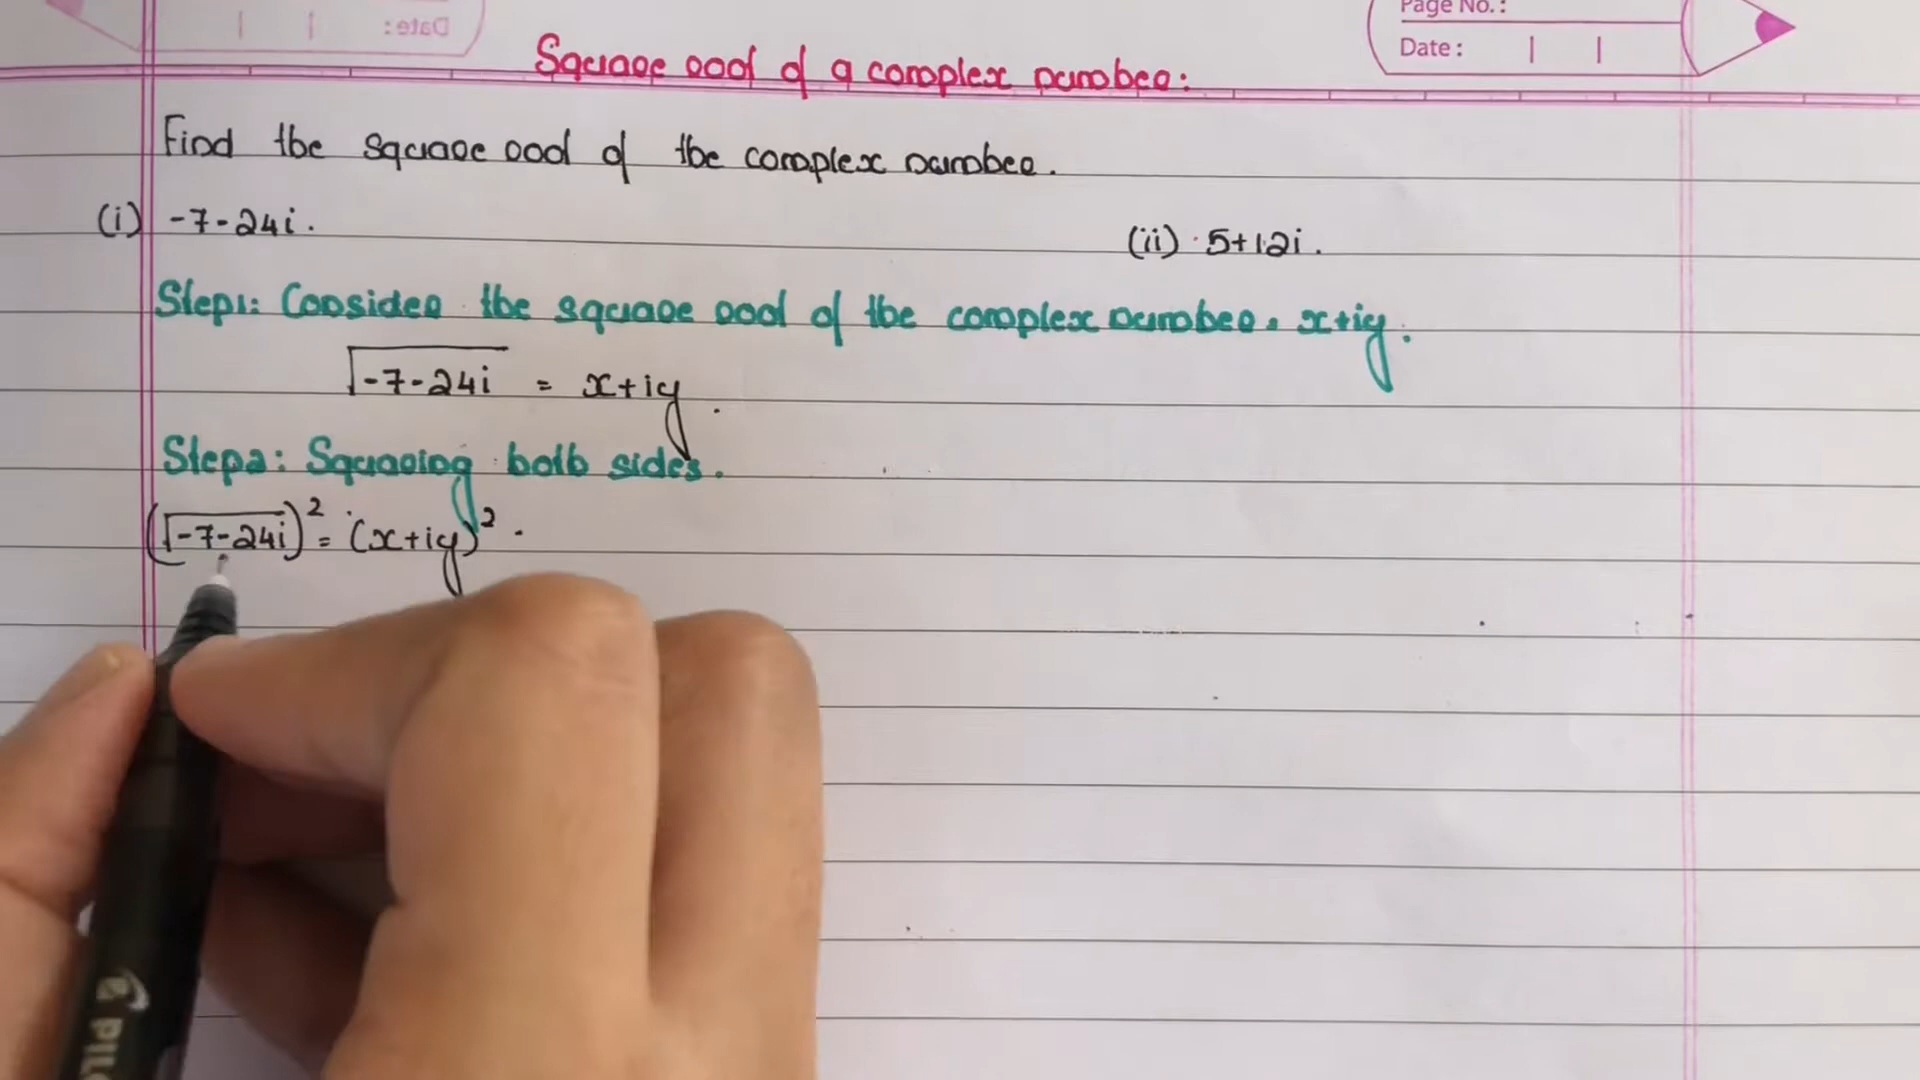 Page No.:
Date:
Square root of a complex number:
Find the square root of the complex number.
(i) -7-24i.
(ii) 5+12i.
Step1: Consider the square root of the complex number, x+iy.
√-7-24i = x+iy.
Step2: Squaring both sides.
(√-7-24i)² = (x+iy)².
PILO